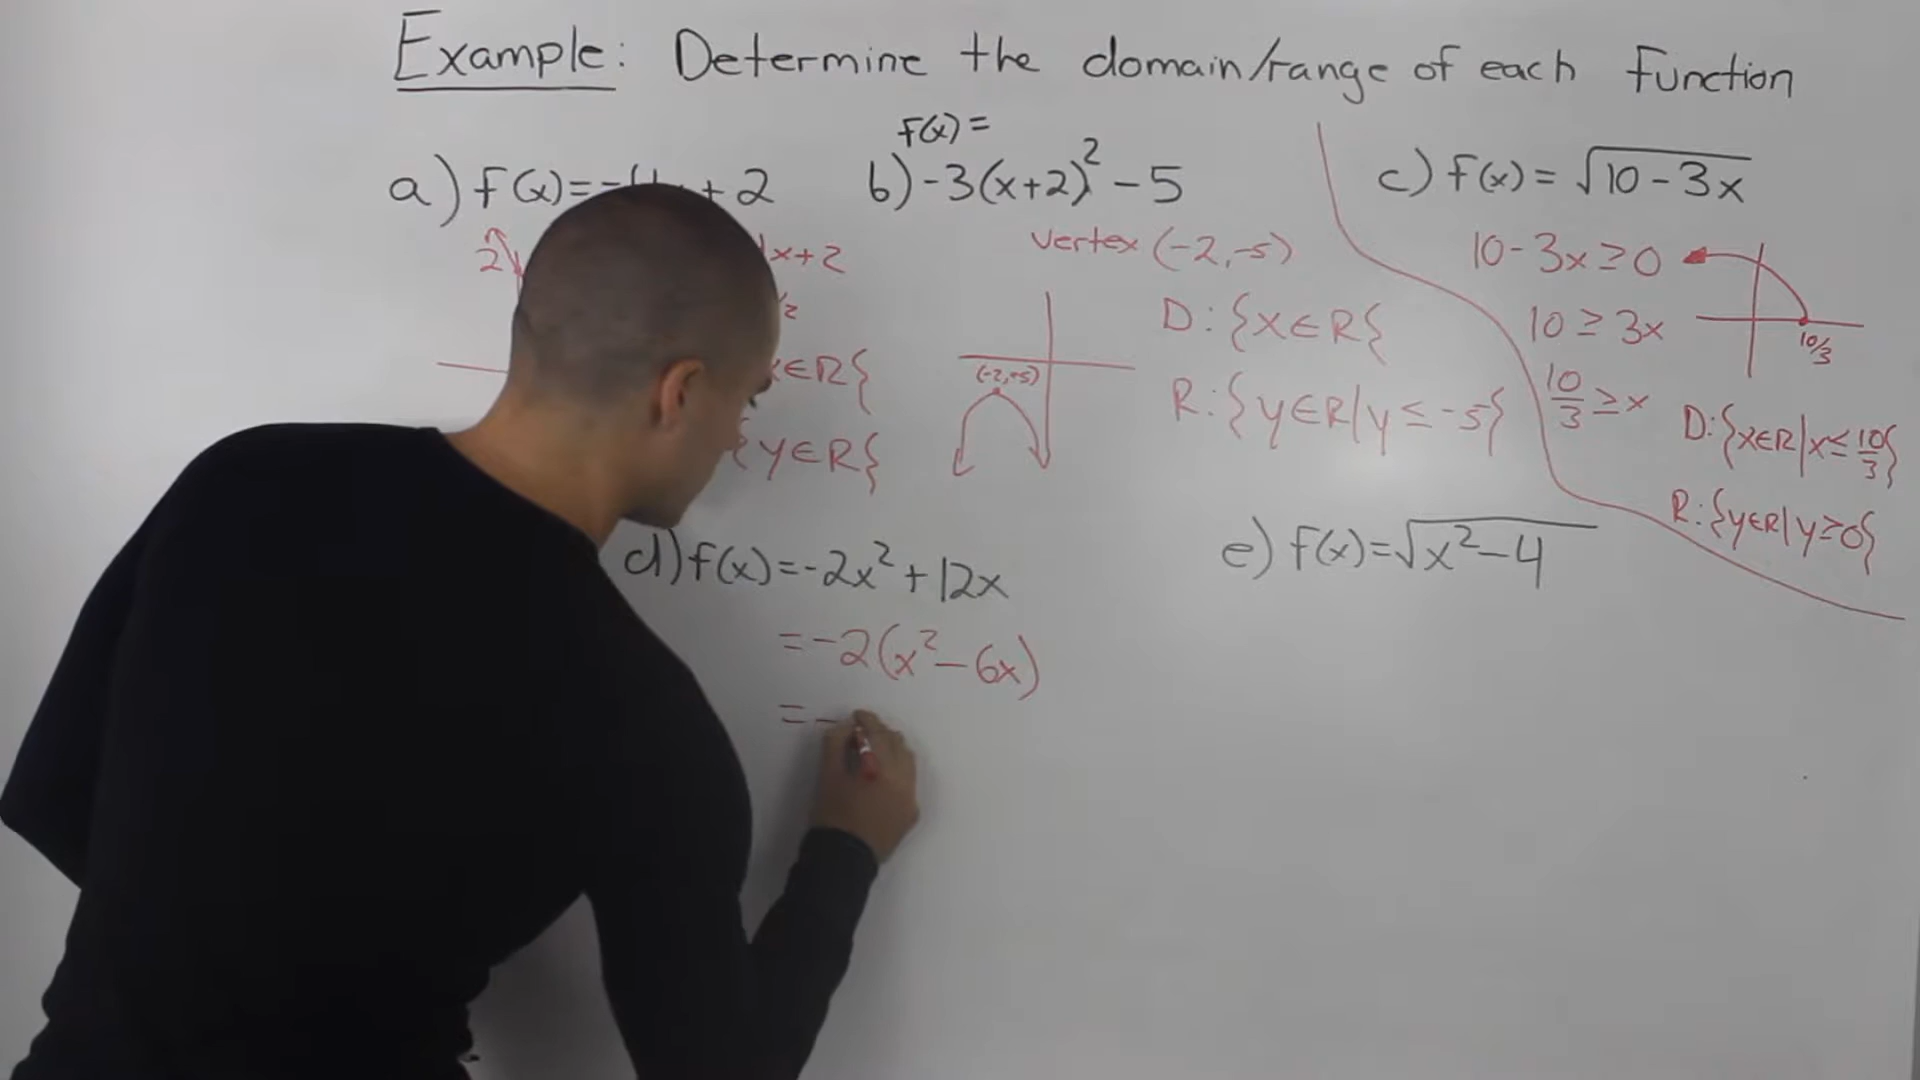 Example: Determine the domain/range of each function
a) f(x)= + 2
2
x+2
x∈R}
{y∈R}
f(x) =
b) -3(x+2)² - 5
vertex (-2,-5)
(-2,-5)
D: {x∈R}
R: {y∈R|y ≤ -5}
c) f(x) = √10-3x
10-3x≥0
10 ≥ 3x
10/3 ≥ x
10/3
D: {x∈R|x≤10/3}
R: {y∈R|y≥0}
d) f(x) = -2x² + 12x
= -2(x² - 6x)
= -
e) f(x) = √x²-4